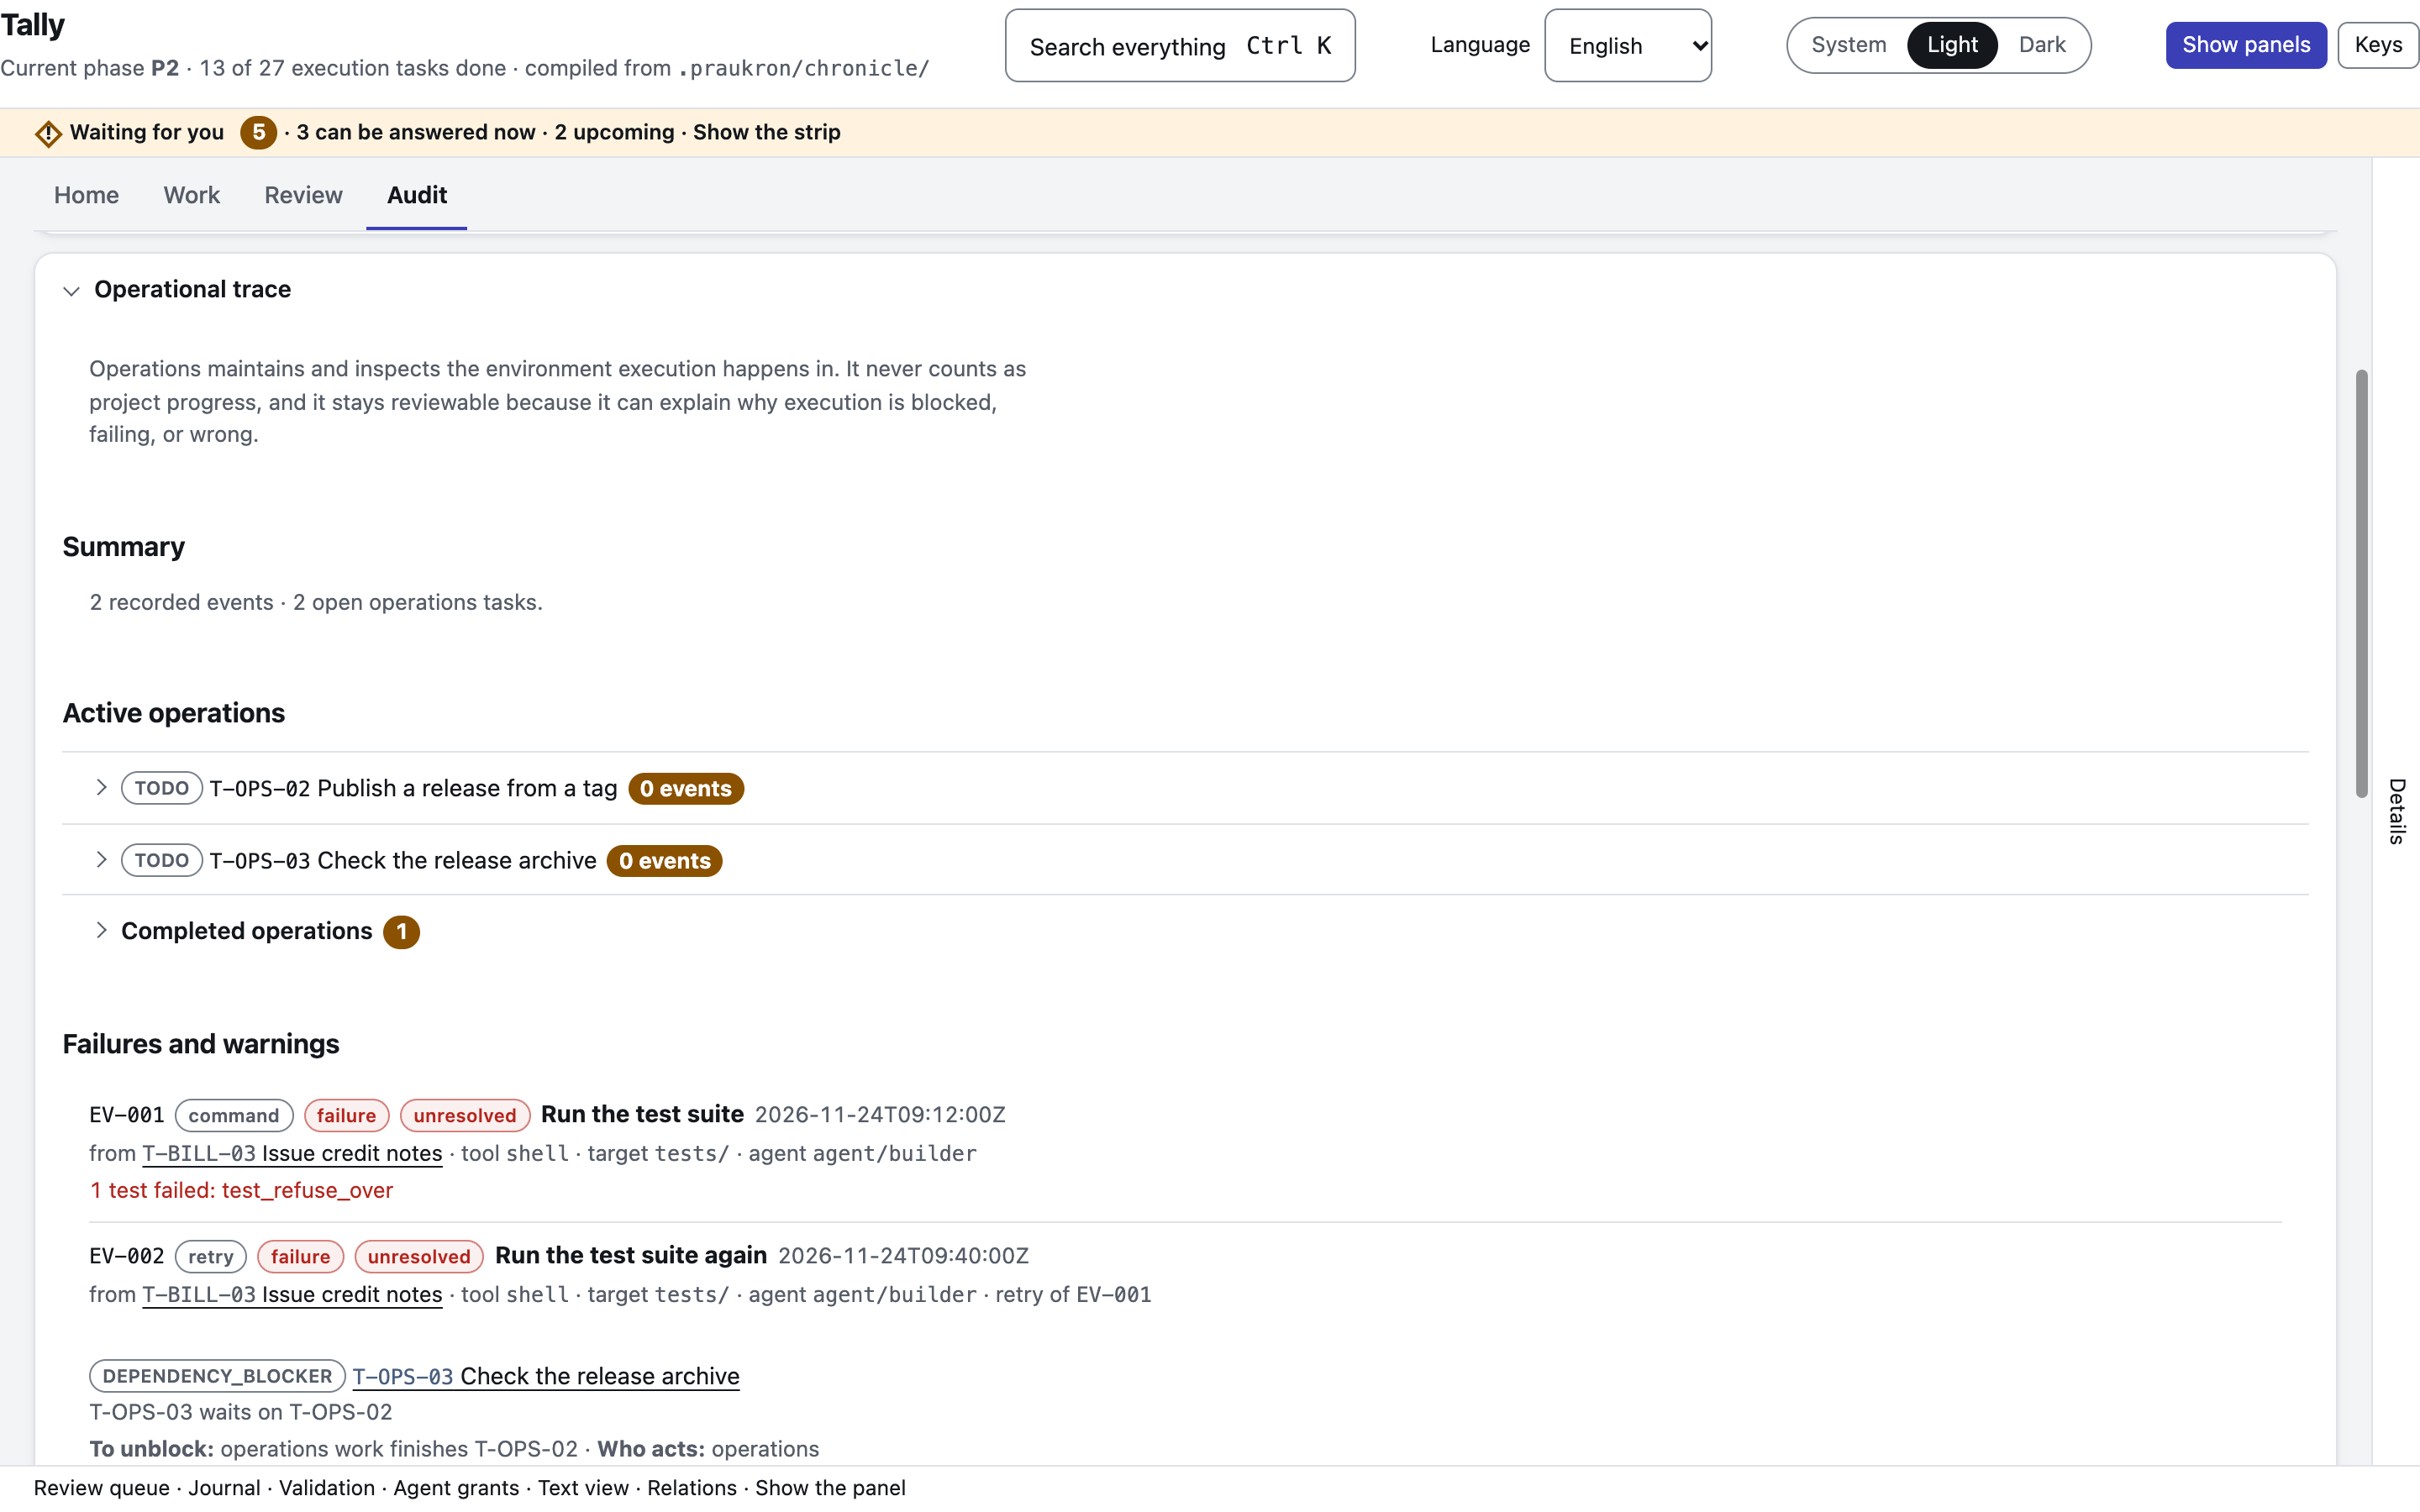 Tally
Current phase P2 · 13 of 27 execution tasks done · compiled from .praukron/chronicle/
Search everything Ctrl K
Language English
System Light Dark
Show panels
Keys
Waiting for you 5 · 3 can be answered now · 2 upcoming · Show the strip
Home Work Review Audit
Operational trace
Operations maintains and inspects the environment execution happens in. It never counts as
project progress, and it stays reviewable because it can explain why execution is blocked,
failing, or wrong.
Summary
2 recorded events · 2 open operations tasks.
Active operations
TODO T-OPS-02 Publish a release from a tag 0 events
TODO T-OPS-03 Check the release archive 0 events
Completed operations 1
Failures and warnings
EV-001 command failure unresolved Run the test suite 2026-11-24T09:12:00Z
from T-BILL-03 Issue credit notes · tool shell · target tests/ · agent agent/builder
1 test failed: test_refuse_over
EV-002 retry failure unresolved Run the test suite again 2026-11-24T09:40:00Z
from T-BILL-03 Issue credit notes · tool shell · target tests/ · agent agent/builder · retry of EV-001
DEPENDENCY_BLOCKER T-OPS-03 Check the release archive
T-OPS-03 waits on T-OPS-02
To unblock: operations work finishes T-OPS-02 · Who acts: operations
Details
Review queue · Journal · Validation · Agent grants · Text view · Relations · Show the panel